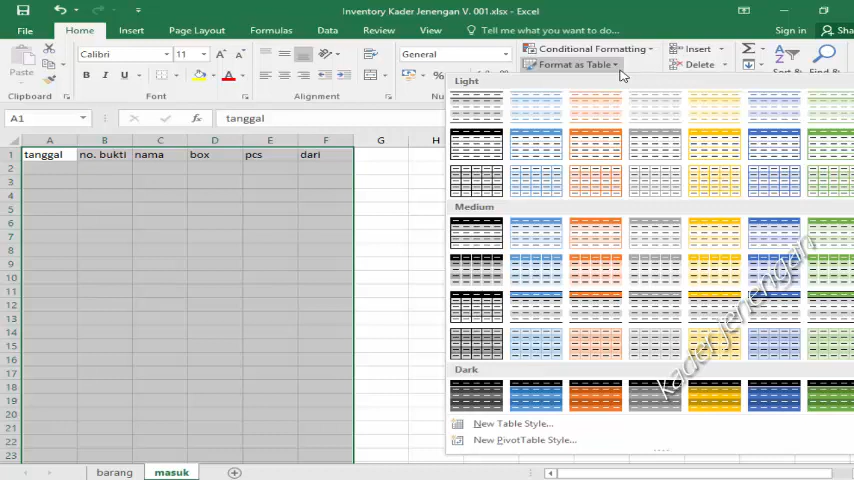 Inventory Kader Jenengan V. 001.xlsx - Excel
File Home Insert Page Layout Formulas Data Review View Tell me what you want to do... Sign in Sha
Paste Calibri 11 General Conditional Formatting Insert
B I U Format as Table Delete Sort & Find &
Clipboard Font Alignment
A1 tanggal
Light
A B C D E F G H
1 tanggal no. bukti nama box pcs dari
2
3
4
5
Medium
6
7
8
9
10
11
12
13
14
15
16
kader jenengan
Dark
17
18
19
20
21
New Table Style...
22
New PivotTable Style...
23
barang masuk